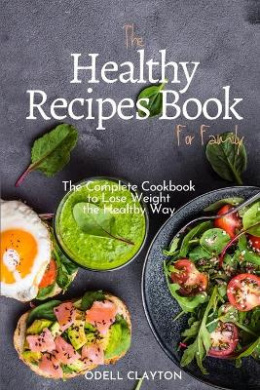 The
Healthy
Recipes Book
For Family
The Complete Cookbook
to Lose Weight
the Healthy Way
ODELL CLAYTON